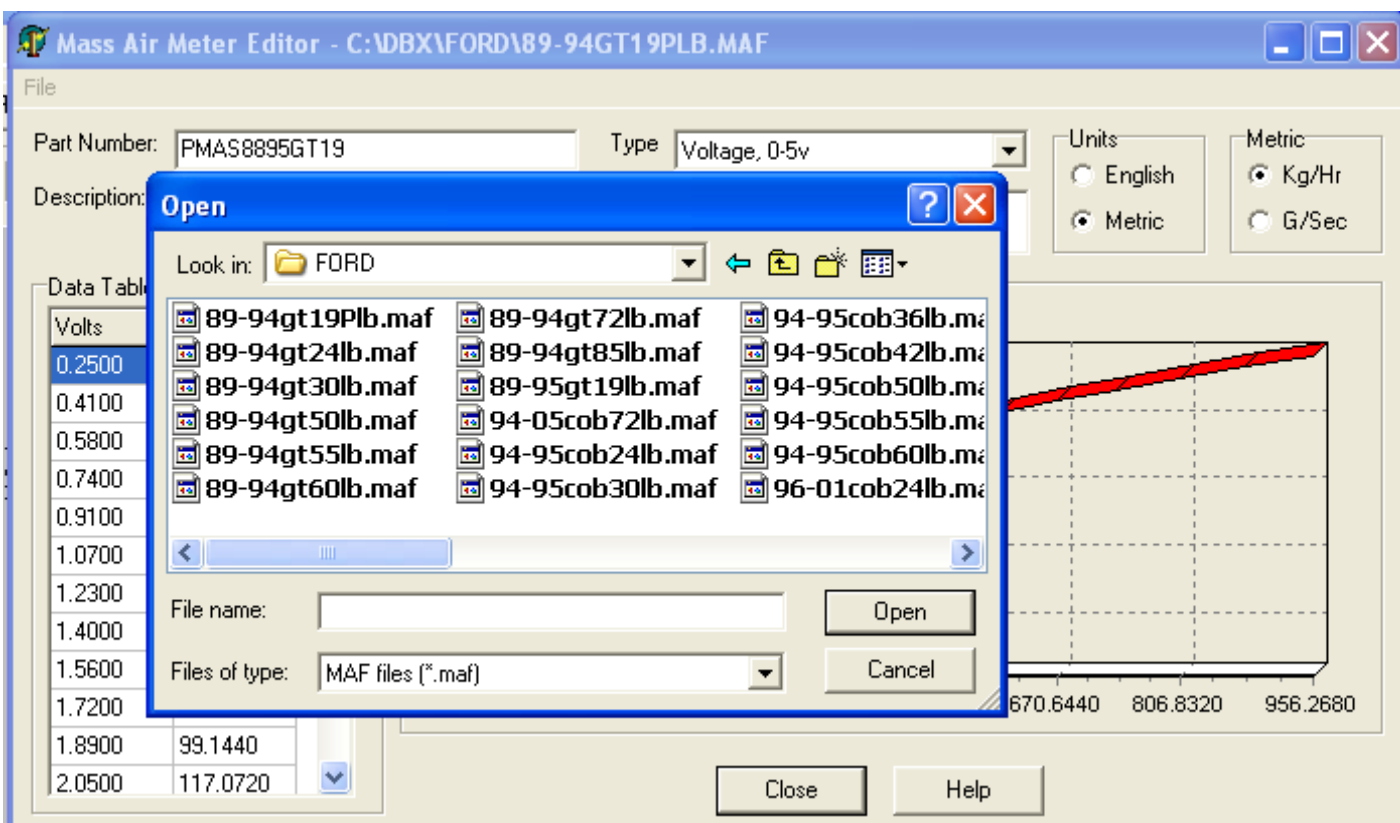 Mass Air Meter Editor - C:\DBX\FORD\89-94GT19PLB.MAF
File
Part Number: PMAS8895GT19 Type Voltage, 0-5v
Units
English
Metric
Metric
Kg/Hr
G/Sec
Description:
Open
Look in: FORD
89-94gt19Plb.maf 89-94gt72lb.maf 94-95cob36lb.ma
89-94gt24lb.maf 89-94gt85lb.maf 94-95cob42lb.ma
89-94gt30lb.maf 89-95gt19lb.maf 94-95cob50lb.ma
89-94gt50lb.maf 94-05cob72lb.maf 94-95cob55lb.ma
89-94gt55lb.maf 94-95cob24lb.maf 94-95cob60lb.ma
89-94gt60lb.maf 94-95cob30lb.maf 96-01cob24lb.ma
File name: Open
Files of type: MAF files (*.maf) Cancel
Data Tabl
Volts
0.2500
0.4100
0.5800
0.7400
0.9100
1.0700
1.2300
1.4000
1.5600
1.7200
1.8900 99.1440
2.0500 117.0720
670.6440 806.8320 956.2680
Close Help